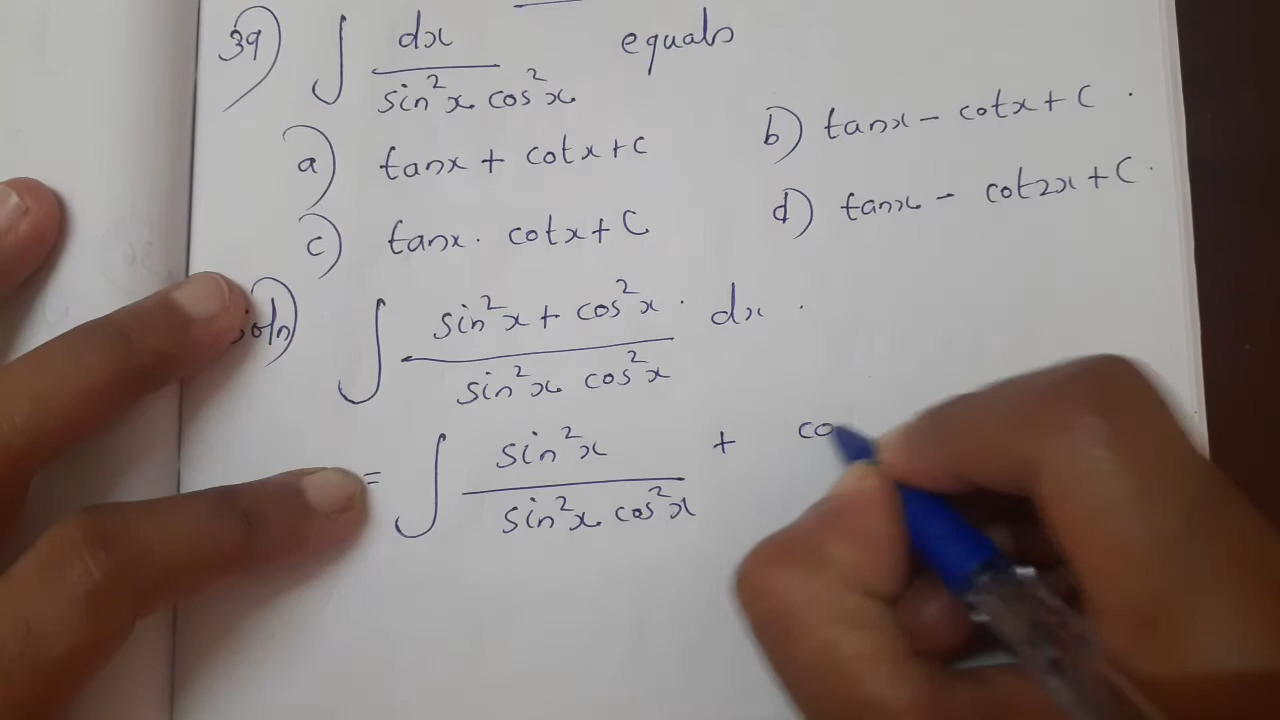 39) ∫ dx / sin²x cos²x equals
a) tanx + cotx + C b) tanx - cotx + C .
c) tanx . cotx + C d) tanx - cot2x + C .
soln) ∫ sin²x + cos²x . / sin²x cos²x dx .
= ∫ sin²x / sin²x cos²x + co